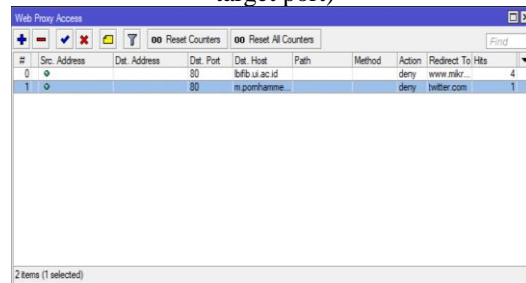 target port)
Web Proxy Access
00 Reset Counters 00 Reset All Counters Find
# Src. Address Dst. Address Dst. Port Dst. Host Path Method Action Redirect To Hits
0 80 lbifib.ui.ac.id deny www.mikr... 4
1 80 m.pornhamme... deny twitter.com 1
2 items (1 selected)